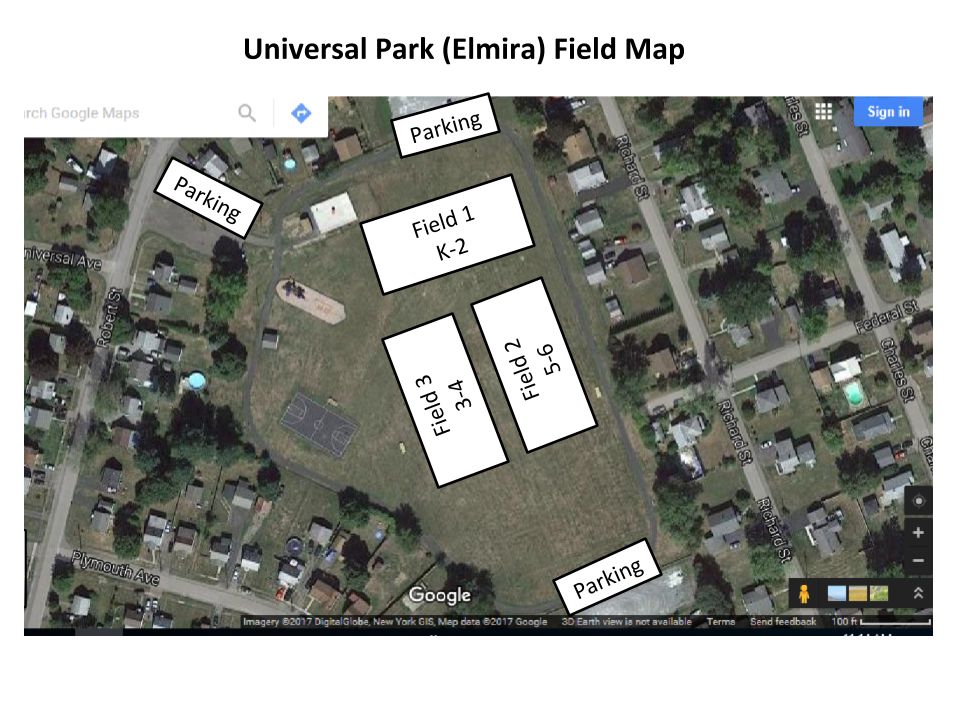 Universal Park (Elmira) Field Map
rch Google Maps
Sign in
Parking
Parking
Field 1
K-2
Field 2
5-6
Field 3
3-4
Parking
Richard St
Charles St
niversal Ave
Robert St
Federal St
Charles St
Richard St
Richard St
Plymouth Ave
Google
Imagery ©2017 DigitalGlobe, New York GIS, Map data ©2017 Google
3D Earth view is not available
Terms
Send feedback
100 ft